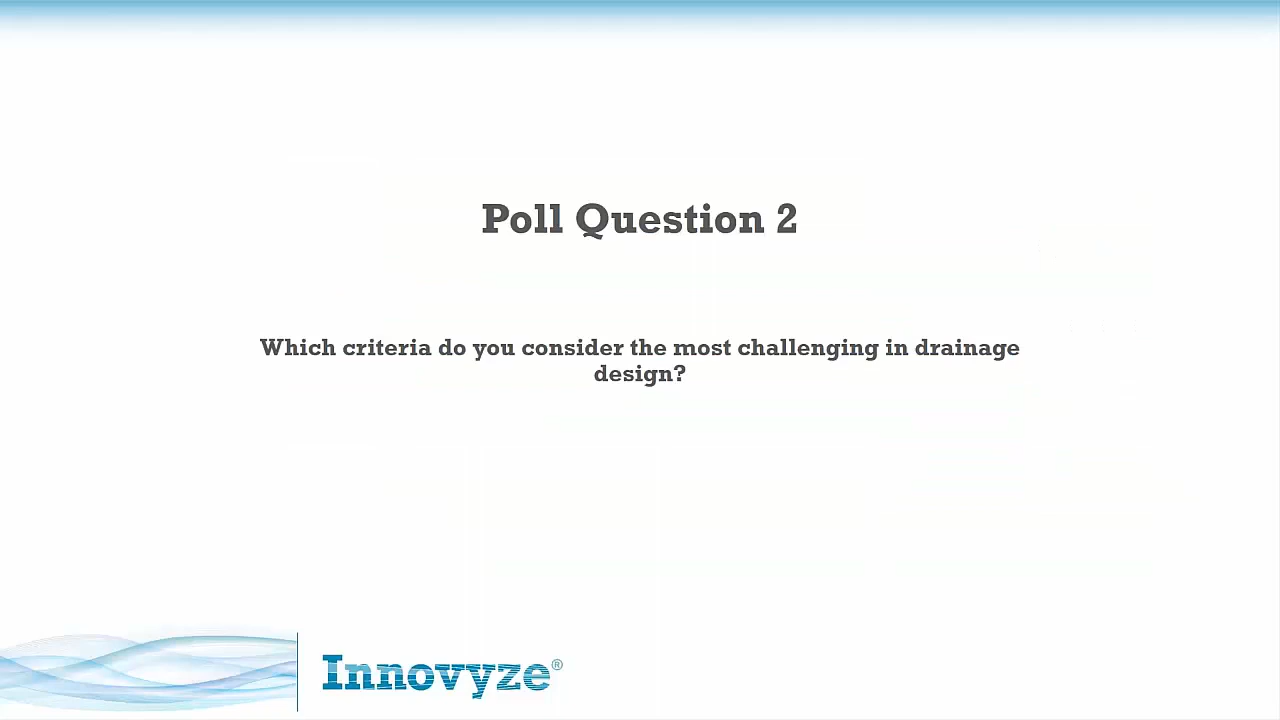 Poll Question 2
Which criteria do you consider the most challenging in drainage
design?
Innovyze®